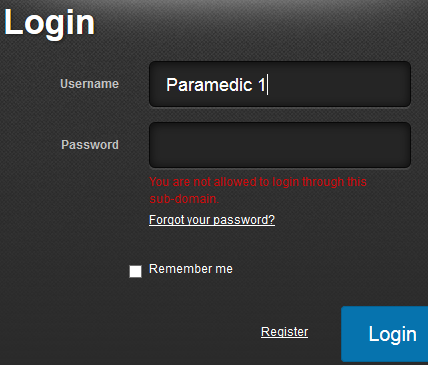 Login
Username
Paramedic 1
Password
You are not allowed to login through this
sub-domain.
Forgot your password?
Remember me
Register
Login